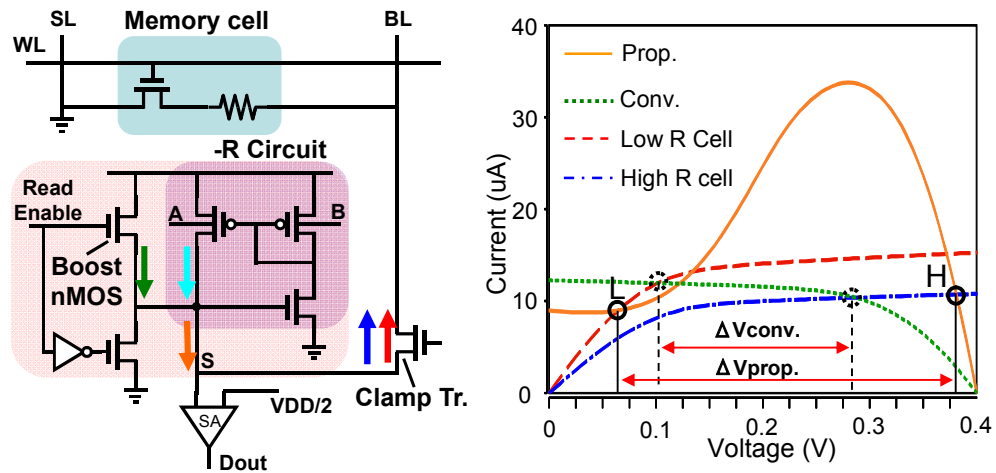 SL
BL
Memory cell
WL
-R Circuit
Read
Enable
A
B
Boost
nMOS
S
Clamp Tr.
SA
VDD/2
Dout
Current (uA)
40
30
20
10
0
Prop.
Conv.
Low R Cell
High R cell
L
H
ΔVconv.
ΔVprop.
0
0.1
0.2
0.3
0.4
Voltage (V)